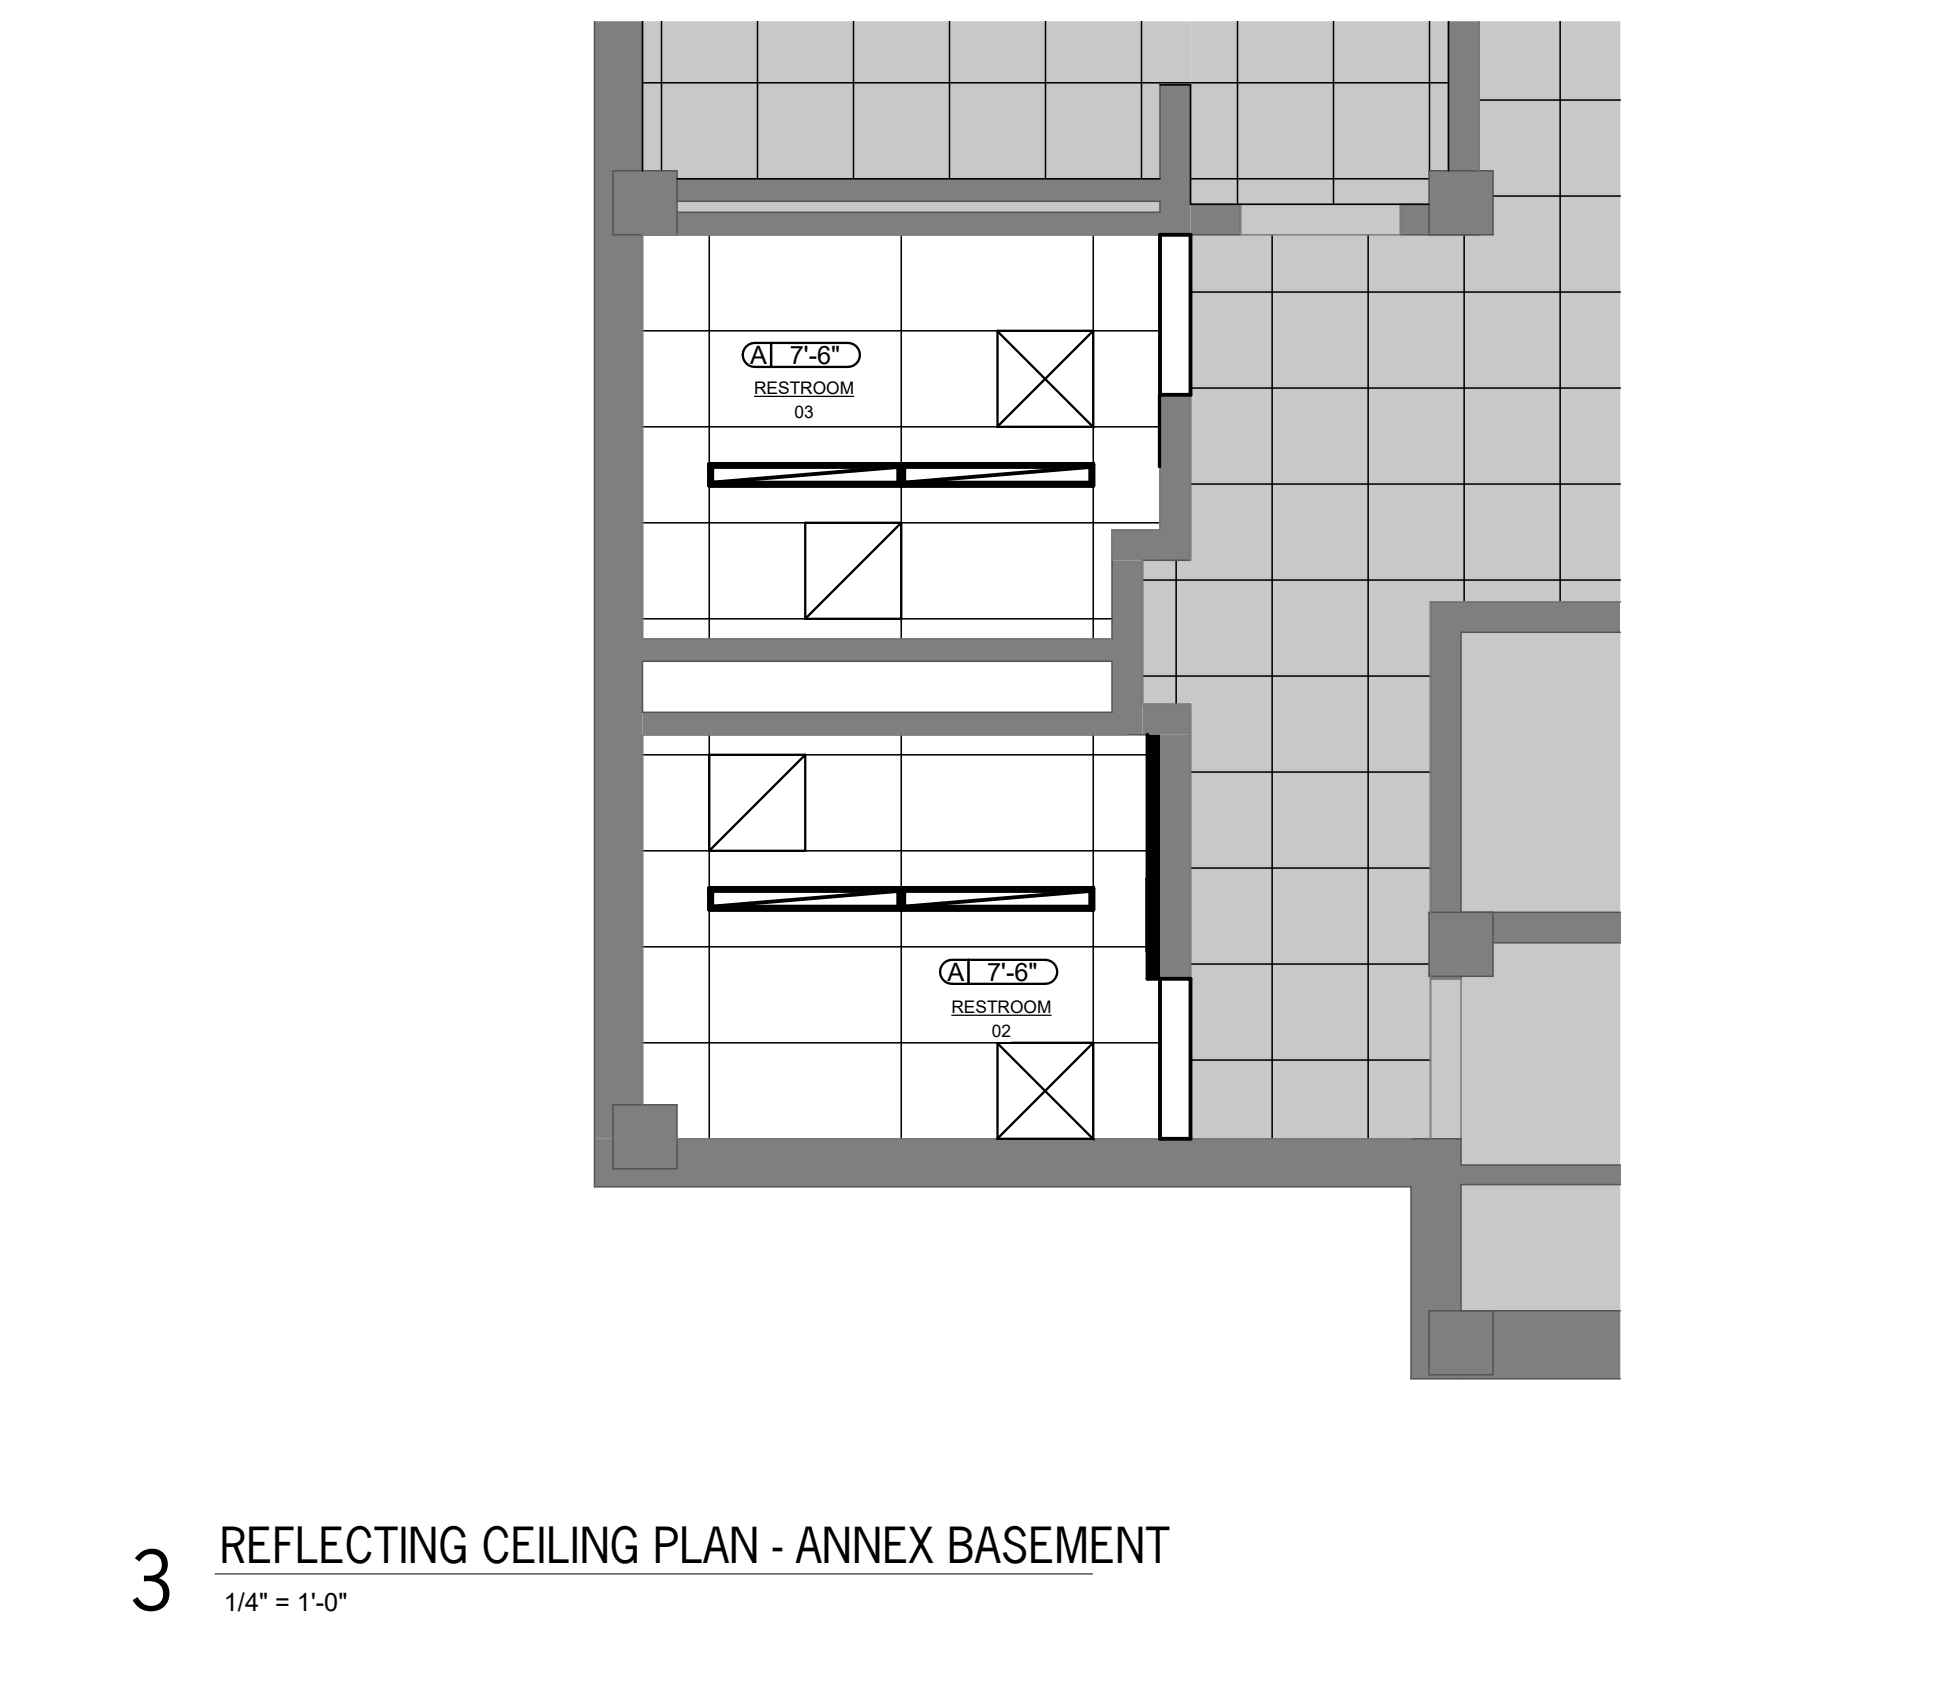 A 7'-6"
RESTROOM
03
A 7'-6"
RESTROOM
02
3
REFLECTING CEILING PLAN - ANNEX BASEMENT
1/4" = 1'-0"